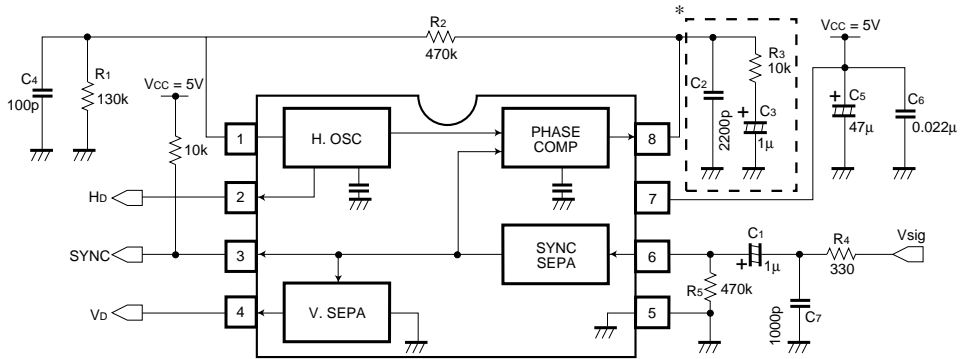 *
R2
470k
VCC = 5V
C4
100p
R1
130k
VCC = 5V
10k
C2
2200p
R3
10k
+
C3
1μ
+
C5
47μ
C6
0.022μ
1
H. OSC
PHASE
COMP
8
HD
2
7
SYNC
3
SYNC
SEPA
6
C1
+
1μ
R4
330
Vsig
VD
4
V. SEPA
5
R5
470k
1000p
C7